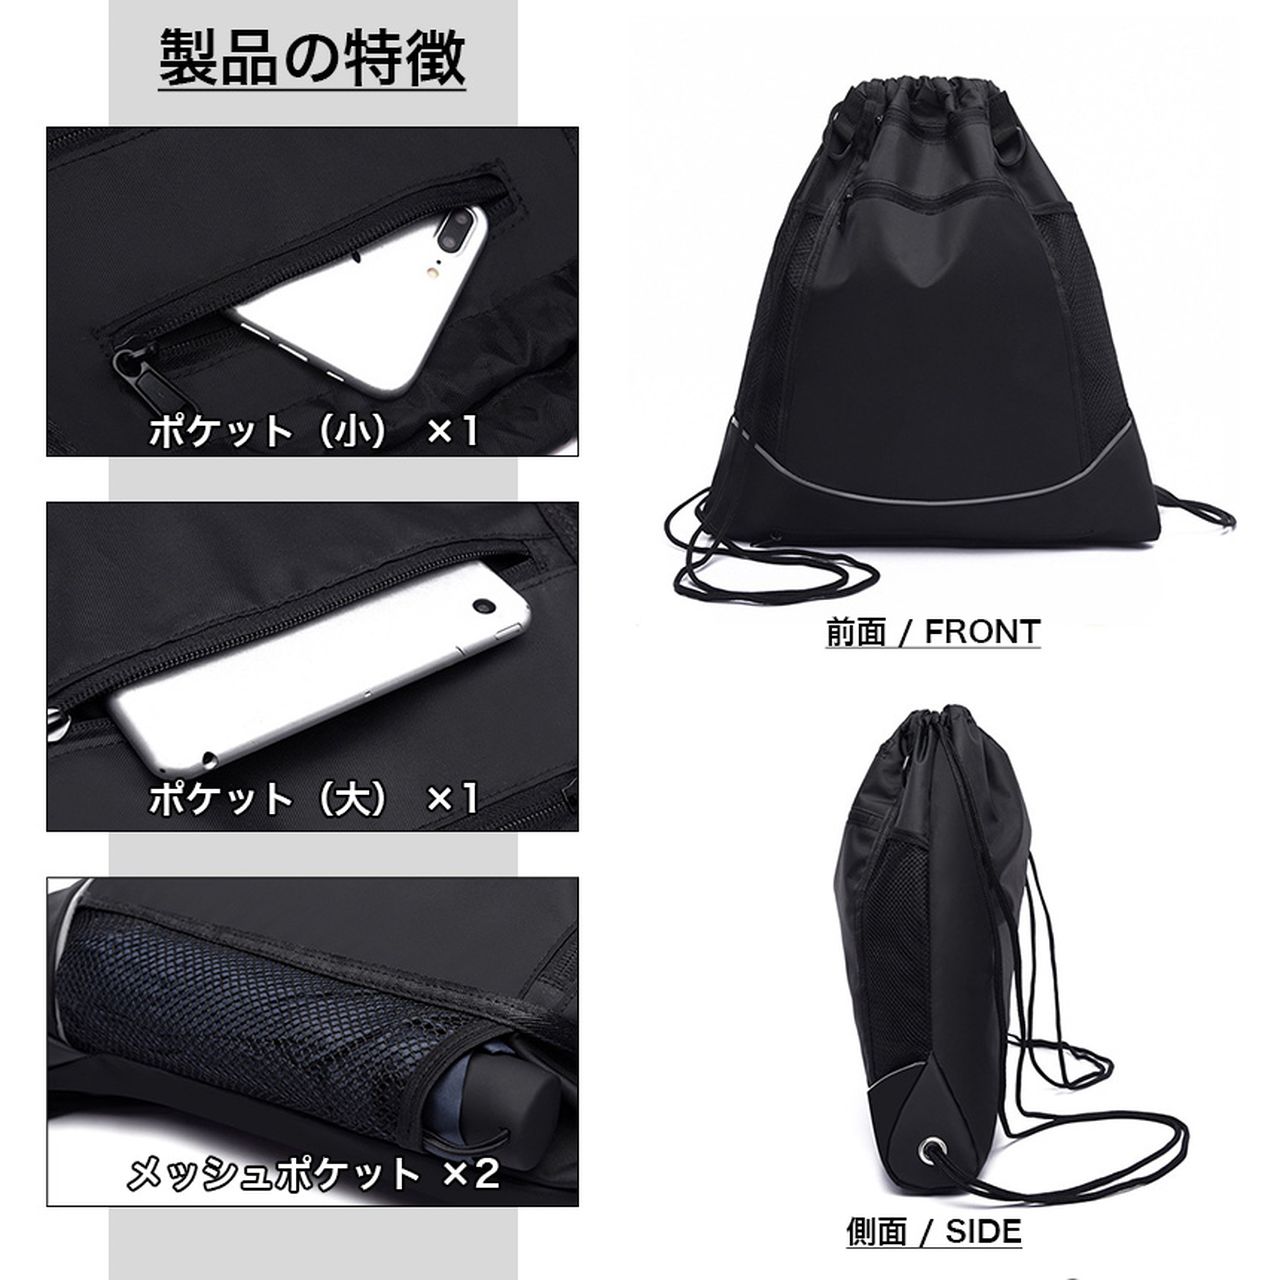 製品の特徴
ポケット（小） ×1
ポケット（大） ×1
メッシュポケット ×2
前面 / FRONT
側面 / SIDE